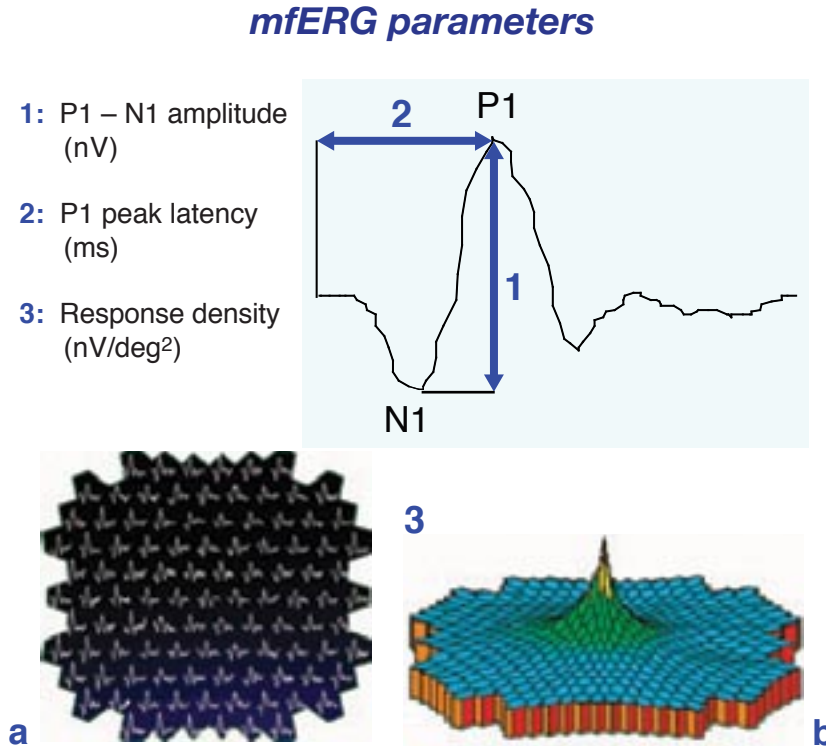 mfERG parameters
1: P1 – N1 amplitude
(nV)
2: P1 peak latency
(ms)
3: Response density
(nV/deg²)
2
P1
1
N1
3
a
b